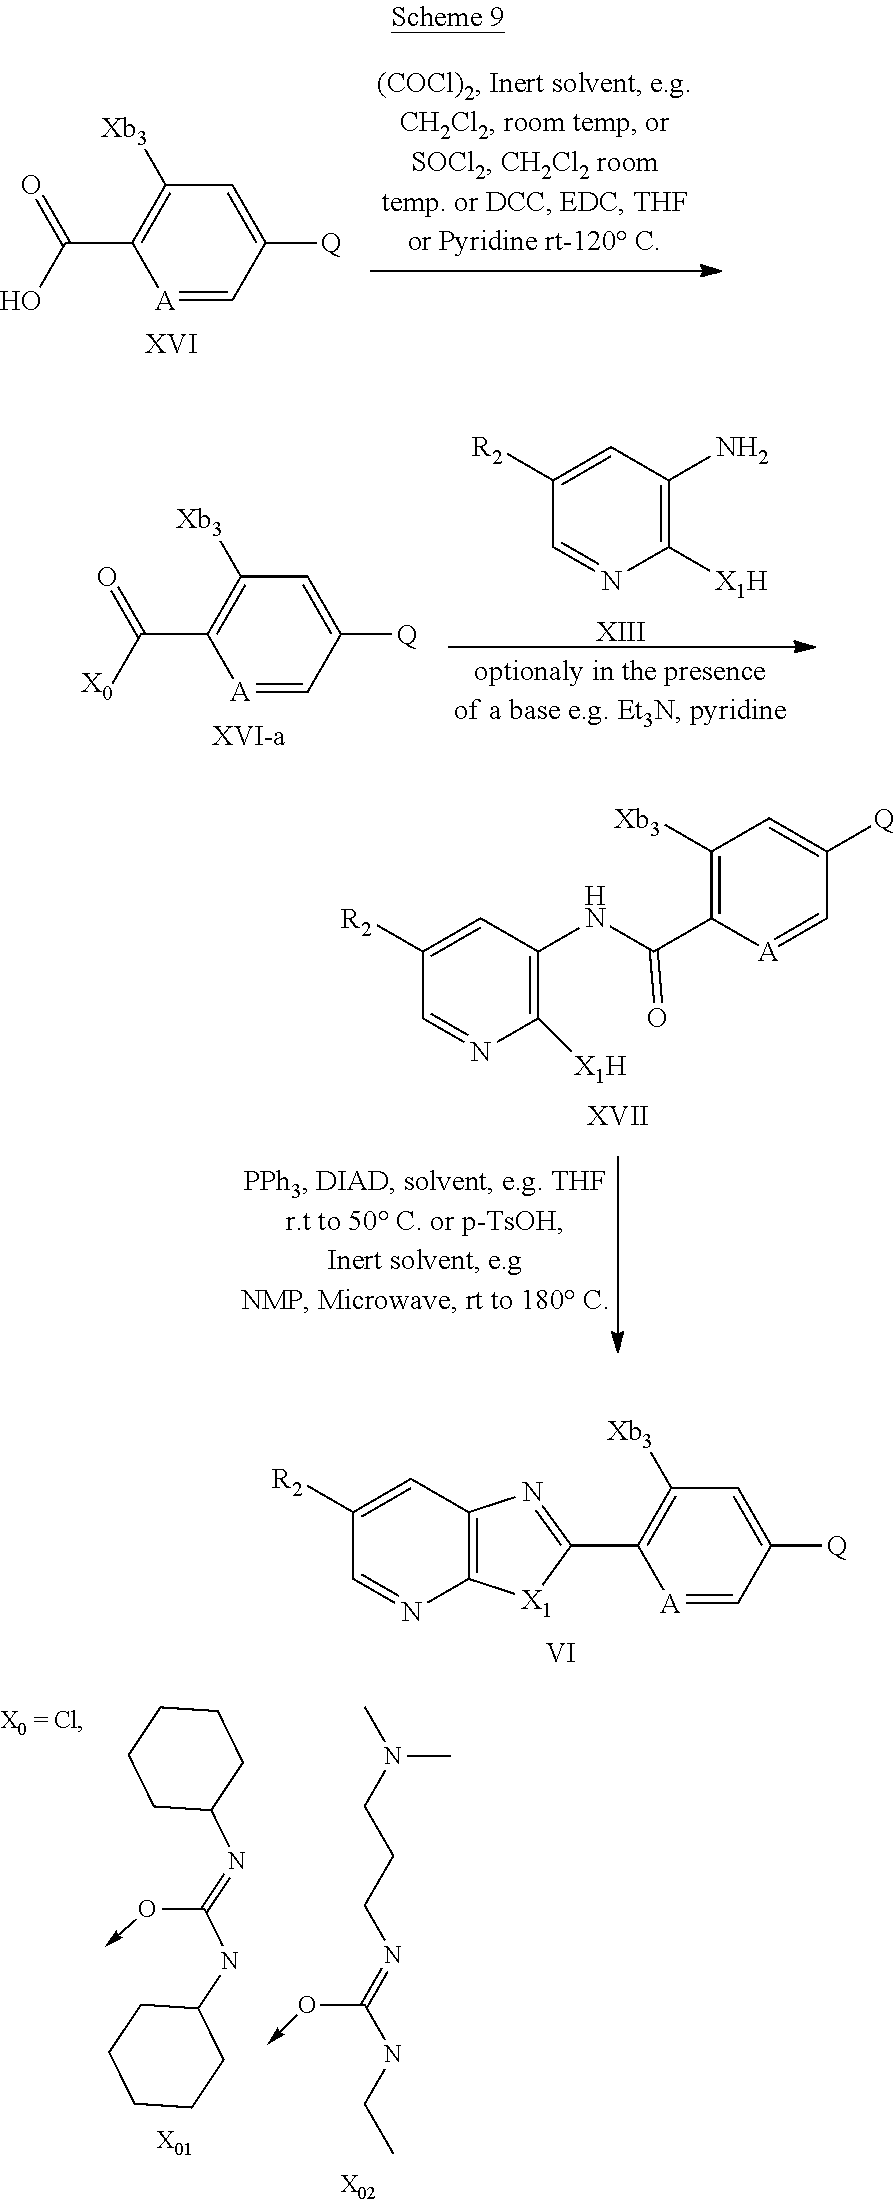 Scheme 9
(COCl)2, Inert solvent, e.g.
CH2Cl2, room temp, or
SOCl2, CH2Cl2 room
temp. or DCC, EDC, THF
or Pyridine rt-120° C.
Xb3
O
Q
HO
A
XVI
R2
NH2
N
X1H
XIII
optionaly in the presence
of a base e.g. Et3N, pyridine
Xb3
O
Q
X0
A
XVI-a
Xb3
Q
H
N
R2
A
O
N
X1H
XVII
PPh3, DIAD, solvent, e.g. THF
r.t to 50° C. or p-TsOH,
Inert solvent, e.g
NMP, Microwave, rt to 180° C.
Xb3
R2
N
Q
N
X1
A
VI
X0 = Cl,
N
O
N
X01
N
N
O
N
X02